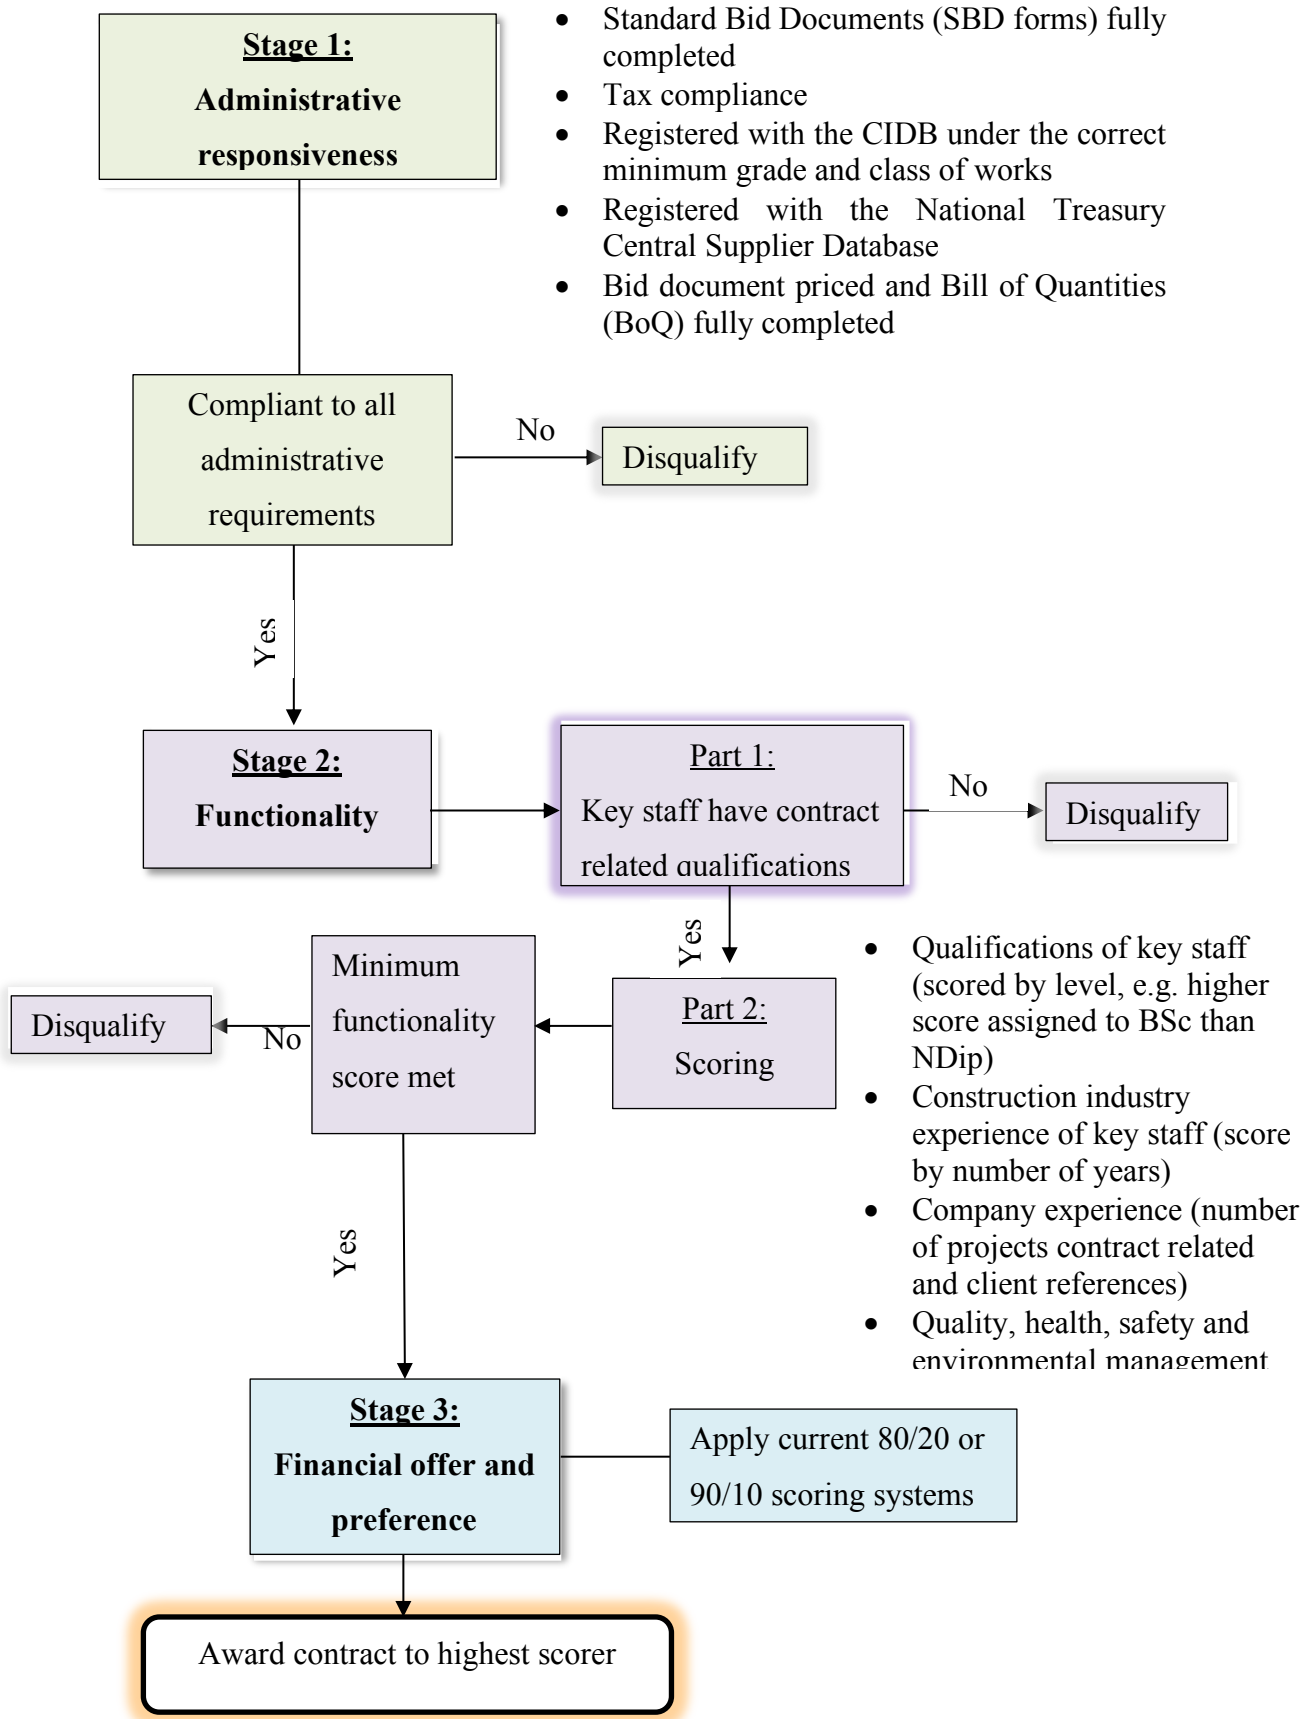 Stage 1:
Administrative
responsiveness
• Standard Bid Documents (SBD forms) fully
completed
• Tax compliance
• Registered with the CIDB under the correct
minimum grade and class of works
• Registered with the National Treasury
Central Supplier Database
• Bid document priced and Bill of Quantities
(BoQ) fully completed
Compliant to all
administrative
requirements
No
Disqualify
Yes
Stage 2:
Functionality
Part 1:
Key staff have contract
related qualifications
No
Disqualify
Yes
Part 2:
Scoring
• Qualifications of key staff
(scored by level, e.g. higher
score assigned to BSc than
NDip)
• Construction industry
experience of key staff (score
by number of years)
• Company experience (number
of projects contract related
and client references)
• Quality, health, safety and
environmental management
Minimum
functionality
score met
No
Disqualify
Yes
Stage 3:
Financial offer and
preference
Apply current 80/20 or
90/10 scoring systems
Award contract to highest scorer